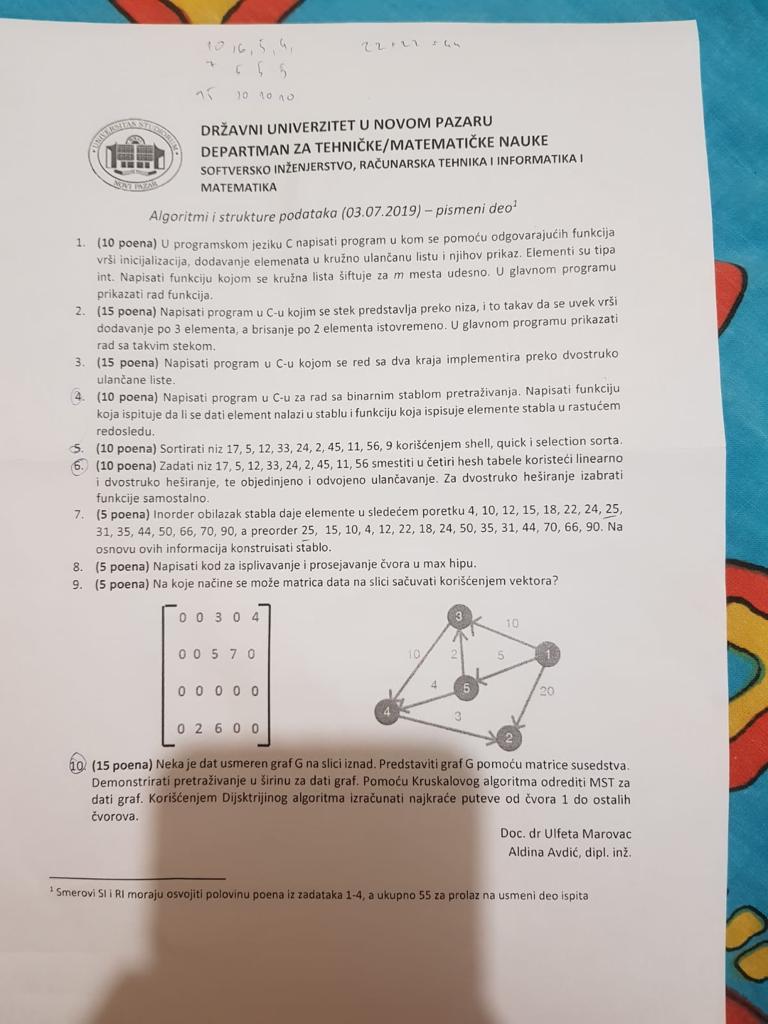 10, 6, 5, 4,
7 6 5 5
15 10 10 10
22+22=44
UNIVERSITAS STUDIORUM
NOVI PAZAR
DRŽAVNI UNIVERZITET U NOVOM PAZARU
DEPARTMAN ZA TEHNIČKE/MATEMATIČKE NAUKE
SOFTVERSKO INŽENJERSTVO, RAČUNARSKA TEHNIKA I INFORMATIKA I
MATEMATIKA
Algoritmi i strukture podataka (03.07.2019) – pismeni deo¹
1. (10 poena) U programskom jeziku C napisati program u kom se pomoću odgovarajućih funkcija
vrši inicijalizacija, dodavanje elemenata u kružno ulančanu listu i njihov prikaz. Elementi su tipa
int. Napisati funkciju kojom se kružna lista šiftuje za m mesta udesno. U glavnom programu
prikazati rad funkcija.
2. (15 poena) Napisati program u C-u kojim se stek predstavlja preko niza, i to takav da se uvek vrši
dodavanje po 3 elementa, a brisanje po 2 elementa istovremeno. U glavnom programu prikazati
rad sa takvim stekom.
3. (15 poena) Napisati program u C-u kojom se red sa dva kraja implementira preko dvostruko
ulančane liste.
4. (10 poena) Napisati program u C-u za rad sa binarnim stablom pretraživanja. Napisati funkciju
koja ispituje da li se dati element nalazi u stablu i funkciju koja ispisuje elemente stabla u rastućem
redosledu.
5. (10 poena) Sortirati niz 17, 5, 12, 33, 24, 2, 45, 11, 56, 9 korišćenjem shell, quick i selection sorta.
6. (10 poena) Zadati niz 17, 5, 12, 33, 24, 2, 45, 11, 56 smestiti u četiri hesh tabele koristeći linearno
i dvostruko heširanje, te objedinjeno i odvojeno ulančavanje. Za dvostruko heširanje izabrati
funkcije samostalno.
7. (5 poena) Inorder obilazak stabla daje elemente u sledećem poretku 4, 10, 12, 15, 18, 22, 24, 25,
31, 35, 44, 50, 66, 70, 90, a preorder 25, 15, 10, 4, 12, 22, 18, 24, 50, 35, 31, 44, 70, 66, 90. Na
osnovu ovih informacija konstruisati stablo.
8. (5 poena) Napisati kod za isplivavanje i prosejavanje čvora u max hipu.
9. (5 poena) Na koje načine se može matrica data na slici sačuvati korišćenjem vektora?
0 0 3 0 4
0 0 5 7 0
0 0 0 0 0
0 2 6 0 0
3
10
10
2
5
1
4
5
20
4
3
2
10. (15 poena) Neka je dat usmeren graf G na slici iznad. Predstaviti graf G pomoću matrice susedstva.
Demonstrirati pretraživanje u širinu za dati graf. Pomoću Kruskalovog algoritma odrediti MST za
dati graf. Korišćenjem Dijsktrijinog algoritma izračunati najkraće puteve od čvora 1 do ostalih
čvorova.
Doc. dr Ulfeta Marovac
Aldina Avdić, dipl. inž.
¹ Smerovi SI i RI moraju osvojiti polovinu poena iz zadataka 1-4, a ukupno 55 za prolaz na usmeni deo ispita